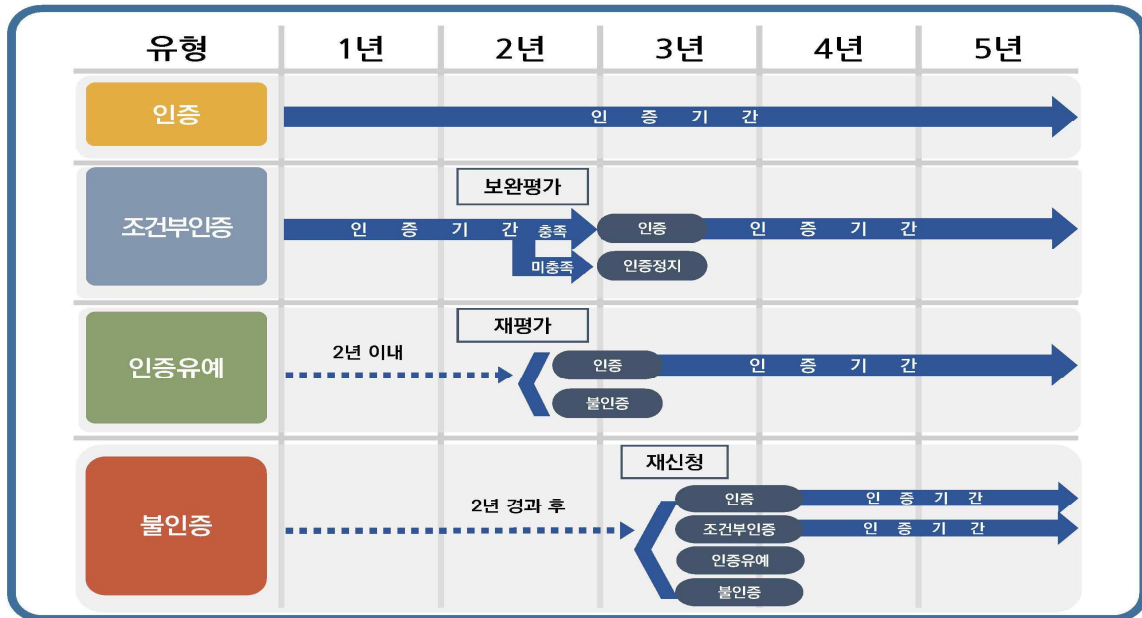 유형 1년 2년 3년 4년 5년
인증
인 증 기 간
보완평가
조건부인증
인 증 기 간 충족
인증
인 증 기 간
미충족
인증정지
재평가
인증유예
2년 이내
인증
인 증 기 간
불인증
재신청
불인증
2년 경과 후
인증
인 증 기 간
조건부인증
인 증 기 간
인증유예
불인증